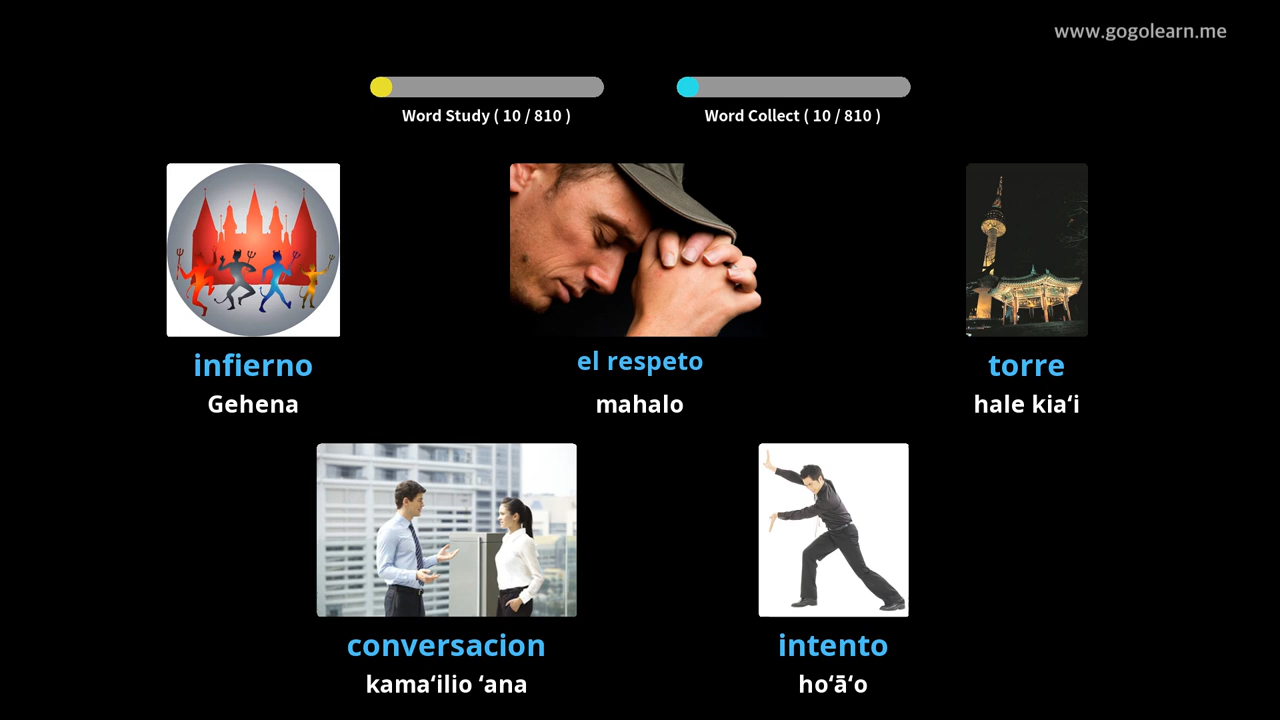 www.gogolearn.me
Word Study ( 10 / 810 )
Word Collect ( 10 / 810 )
infierno
Gehena
el respeto
mahalo
torre
hale kiaʻi
conversacion
kamaʻilio ʻana
intento
hoʻāʻo